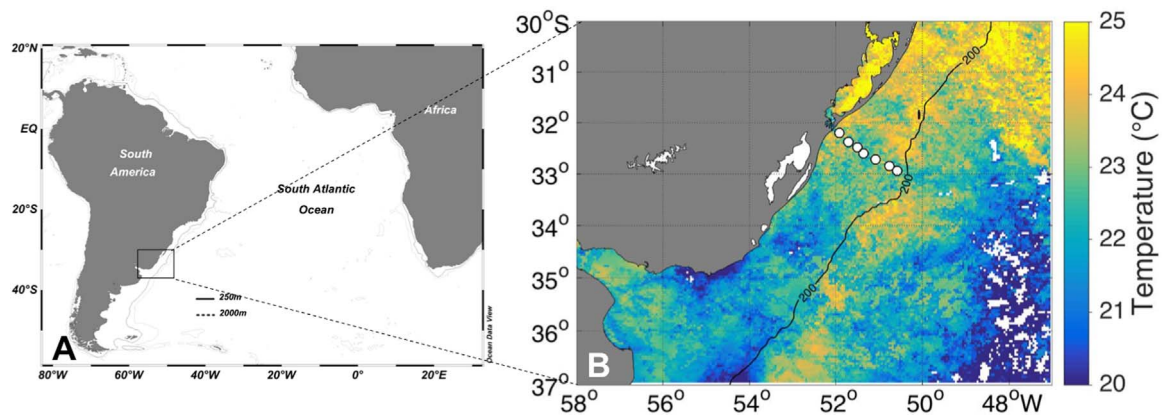 20°N
EQ
20°S
40°S
80°W
60°W
40°W
20°W
0°
20°E
South
America
Africa
South Atlantic
Ocean
250m
2000m
Ocean Data View
A
30°S
31°
32°
33°
34°
35°
36°
37°
58°
56°
54°
52°
50°
48°W
200
200
200
B
25
24
23
22
21
20
Temperature (°C)